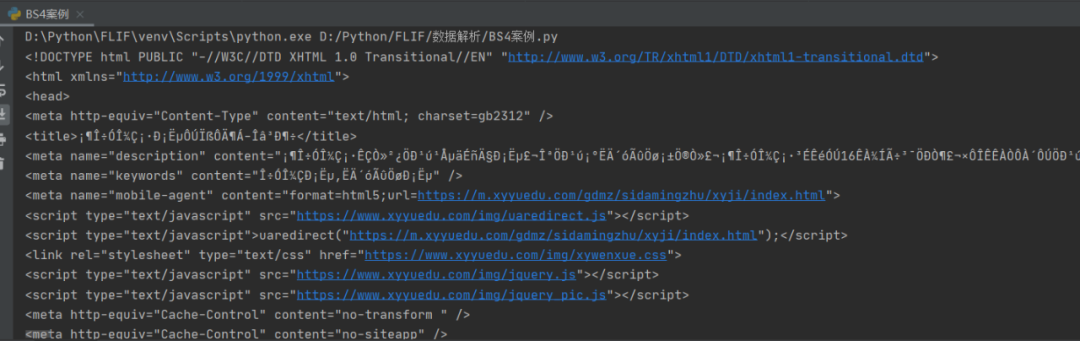 BS4案例
D:\Python\FLIF\venv\Scripts\python.exe D:/Python/FLIF/数据解析/BS4案例.py
<!DOCTYPE html PUBLIC "-//W3C//DTD XHTML 1.0 Transitional//EN" "http://www.w3.org/TR/xhtml1/DTD/xhtml1-transitional.dtd">
<html xmlns="http://www.w3.org/1999/xhtml">
<head>
<meta http-equiv="Content-Type" content="text/html; charset=gb2312" />
<title>¡¶Î÷ÓÎ¼Ç¡·Ð¡ËµÔÚÏßÔÄ¶Á-Îâ³Ð¶÷</title>
<meta name="description" content="¡¶Î÷ÓÎ¼Ç¡·ÊÇÒ»²¿ÖÐ¹ú¹ÅµäÉñÄ§Ð¡Ëµ£¬ÎªÖÐ¹ú¡°ËÄ´óÃûÖø¡±Ö®Ò»£¬¡¶Î÷ÓÎ¼Ç¡·³ÉÊéÓÚ16ÊÀ¼ÍÃ÷³¯ÖÐÒ¶£¬×ÔÎÊÊÀÒÔÀ´ÔÚÖÐ¹ú
<meta name="keywords" content="Î÷ÓÎ¼ÇÐ¡Ëµ,ËÄ´óÃûÖøÐ¡Ëµ" />
<meta name="mobile-agent" content="format=html5;url=https://m.xyyuedu.com/gdmz/sidamingzhu/xyji/index.html">
<script type="text/javascript" src="https://www.xyyuedu.com/img/uaredirect.js"></script>
<script type="text/javascript">uaredirect("https://m.xyyuedu.com/gdmz/sidamingzhu/xyji/index.html");</script>
<link rel="stylesheet" type="text/css" href="https://www.xyyuedu.com/img/xywenxue.css">
<script type="text/javascript" src="https://www.xyyuedu.com/img/jquery.js"></script>
<script type="text/javascript" src="https://www.xyyuedu.com/img/jquery_pic.js"></script>
<meta http-equiv="Cache-Control" content="no-transform " />
<meta http-equiv="Cache-Control" content="no-siteapp" />